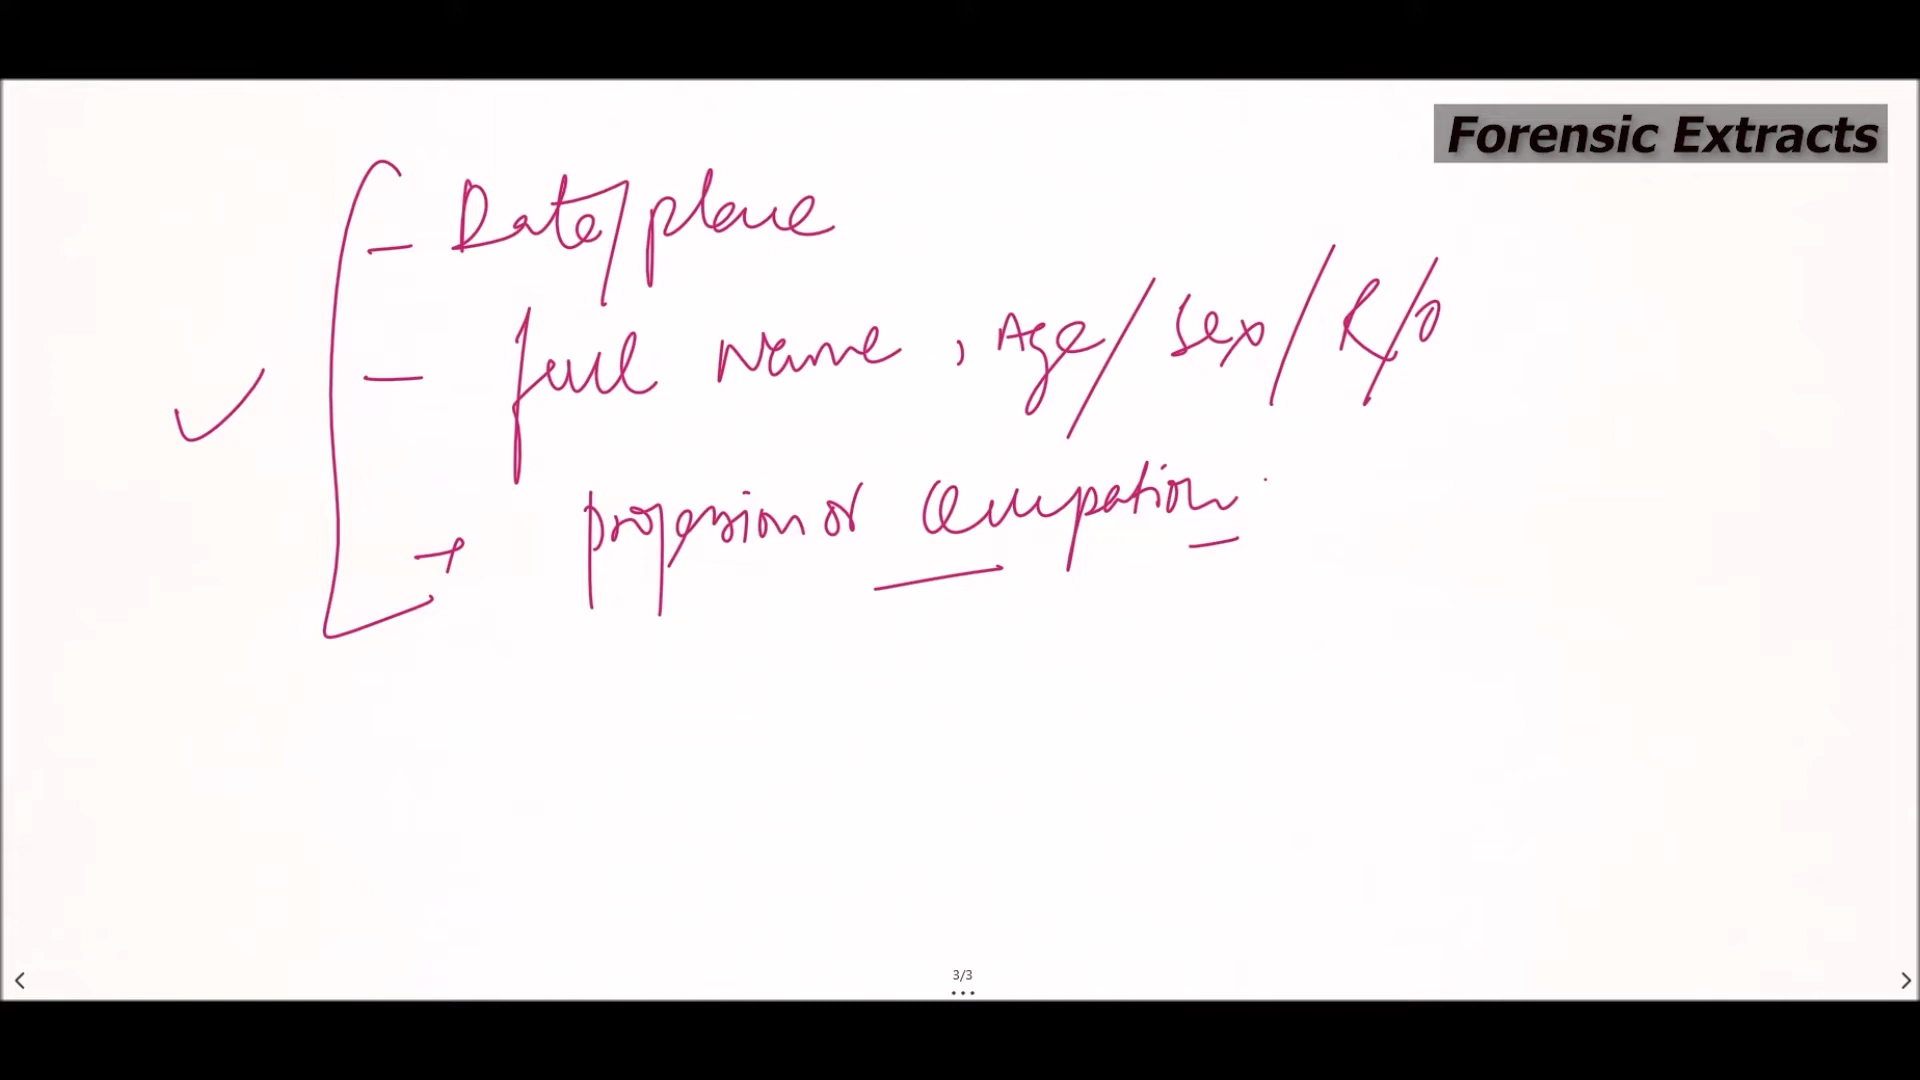 Forensic Extracts
- Date/place
- full Name, Age/Sex/R/o
profession or Occupation
3/3